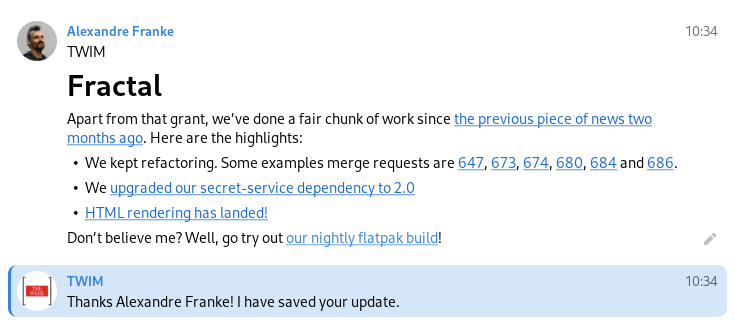 Alexandre Franke 10:34
TWIM
Fractal
Apart from that grant, we’ve done a fair chunk of work since the previous piece of news two
months ago. Here are the highlights:
• We kept refactoring. Some examples merge requests are 647, 673, 674, 680, 684 and 686.
• We upgraded our secret-service dependency to 2.0
• HTML rendering has landed!
Don’t believe me? Well, go try out our nightly flatpak build!
TWIM 10:34
THE
WEEK
Thanks Alexandre Franke! I have saved your update.